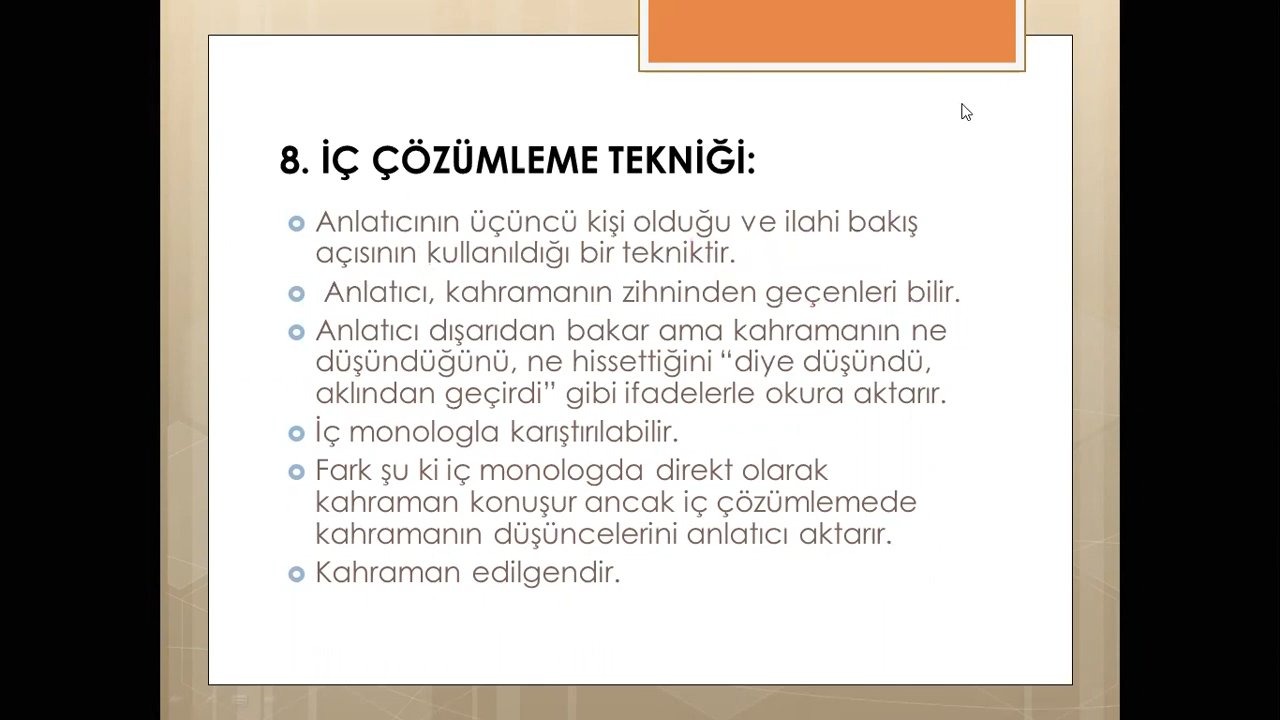 8. İÇ ÇÖZÜMLEME TEKNİĞİ:
Anlatıcının üçüncü kişi olduğu ve ilahi bakış
açısının kullanıldığı bir tekniktir.
Anlatıcı, kahramanın zihninden geçenleri bilir.
Anlatıcı dışarıdan bakar ama kahramanın ne
düşündüğünü, ne hissettiğini “diye düşündü,
aklından geçirdi” gibi ifadelerle okura aktarır.
İç monologla karıştırılabilir.
Fark şu ki iç monologda direkt olarak
kahraman konuşur ancak iç çözümlemede
kahramanın düşüncelerini anlatıcı aktarır.
Kahraman edilgendir.